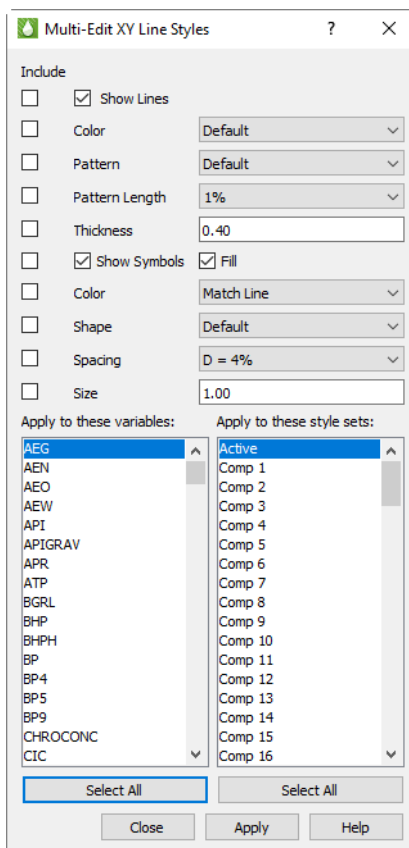 Multi-Edit XY Line Styles ?
Include
Show Lines
Color Default
Pattern Default
Pattern Length 1%
Thickness 0.40
Show Symbols Fill
Color Match Line
Shape Default
Spacing D = 4%
Size 1.00
Apply to these variables: Apply to these style sets:
AEG Active
AEN Comp 1
AEO Comp 2
AEW Comp 3
API Comp 4
APIGRAV Comp 5
APR Comp 6
ATP Comp 7
BGRL Comp 8
BHP Comp 9
BHPH Comp 10
BP Comp 11
BP4 Comp 12
BP5 Comp 13
BP9 Comp 14
CHROCONC Comp 15
CIC Comp 16
Select All Select All
Close Apply Help